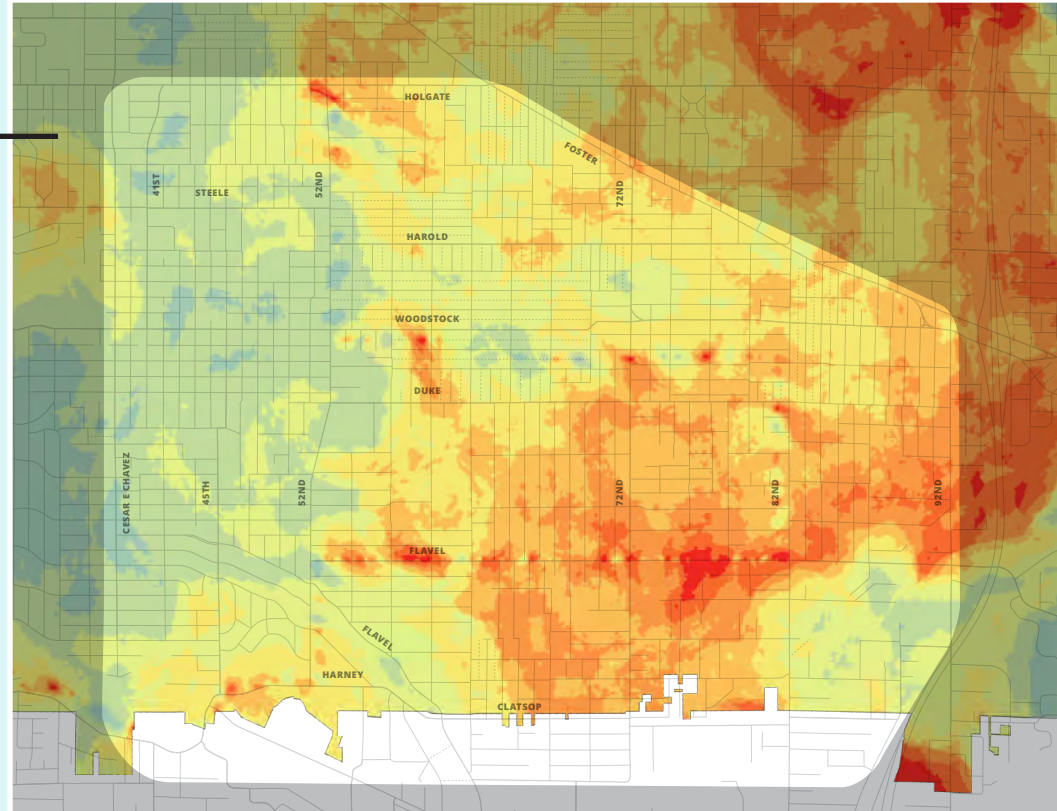 HOLGATE
FOSTER
41ST
STEELE
52ND
72ND
HAROLD
WOODSTOCK
DUKE
CESAR E CHAVEZ
45TH
52ND
72ND
82ND
92ND
FLAVEL
FLAVEL
HARNEY
CLATSOP